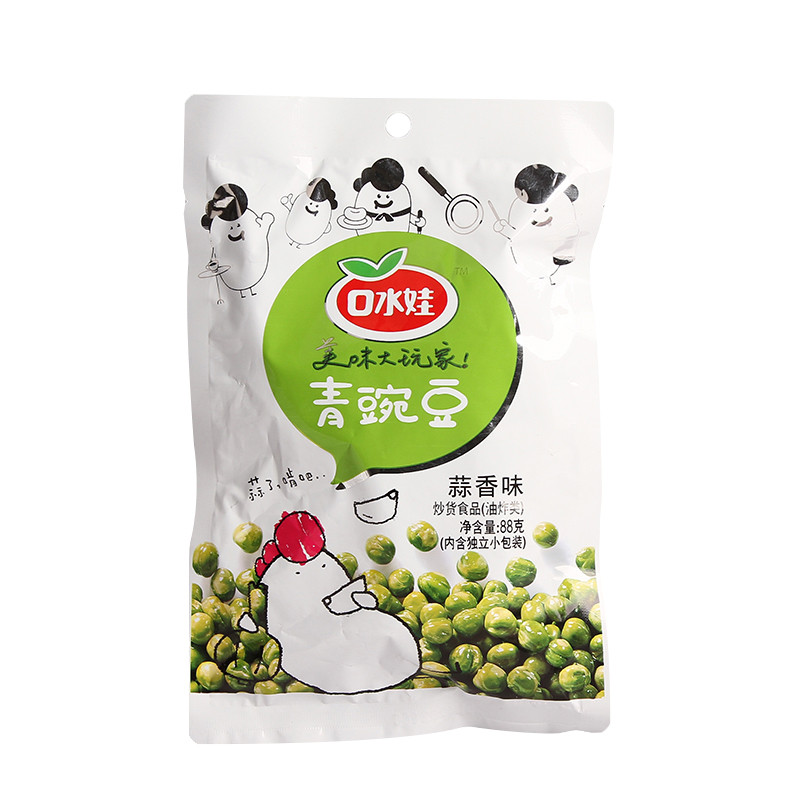 口水娃
TM
美味大玩家!
青豌豆
蒜了,啃吧..
蒜香味
炒货食品(油炸类)
净含量:88克
(内含独立小包装)